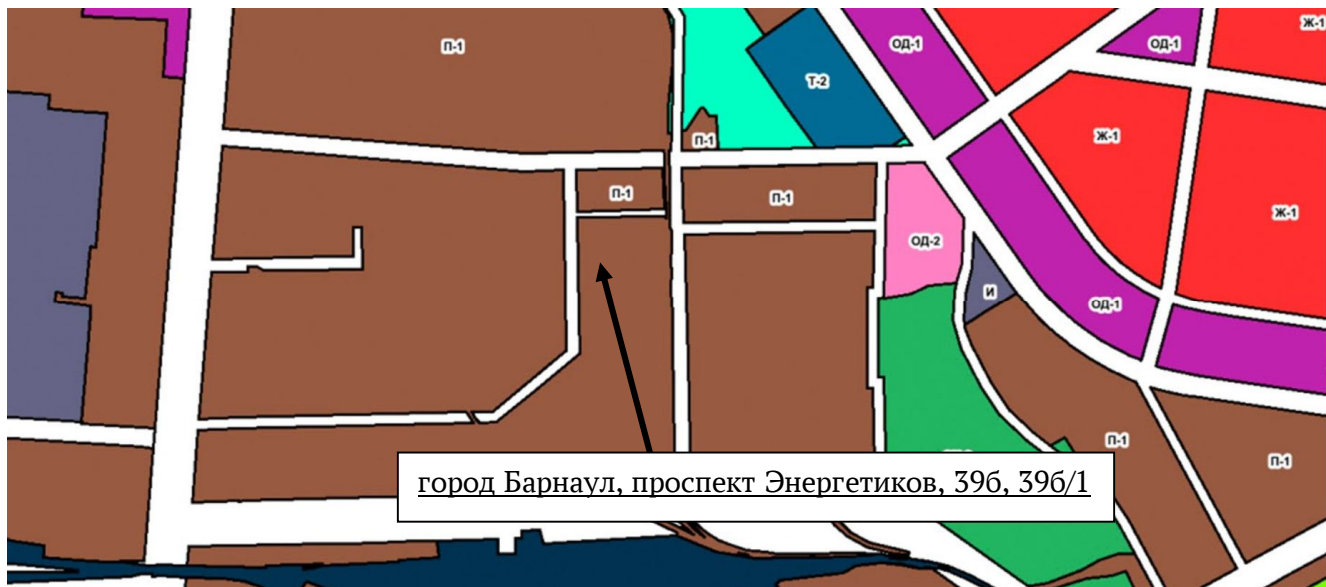 П-1
ОД-1
ОД-1
Ж-1
Т-2
П-1
Ж-1
П-1
П-1
Ж-1
ОД-2
И
ОД-1
П-1
П-1
город Барнаул, проспект Энергетиков, 39б, 39б/1